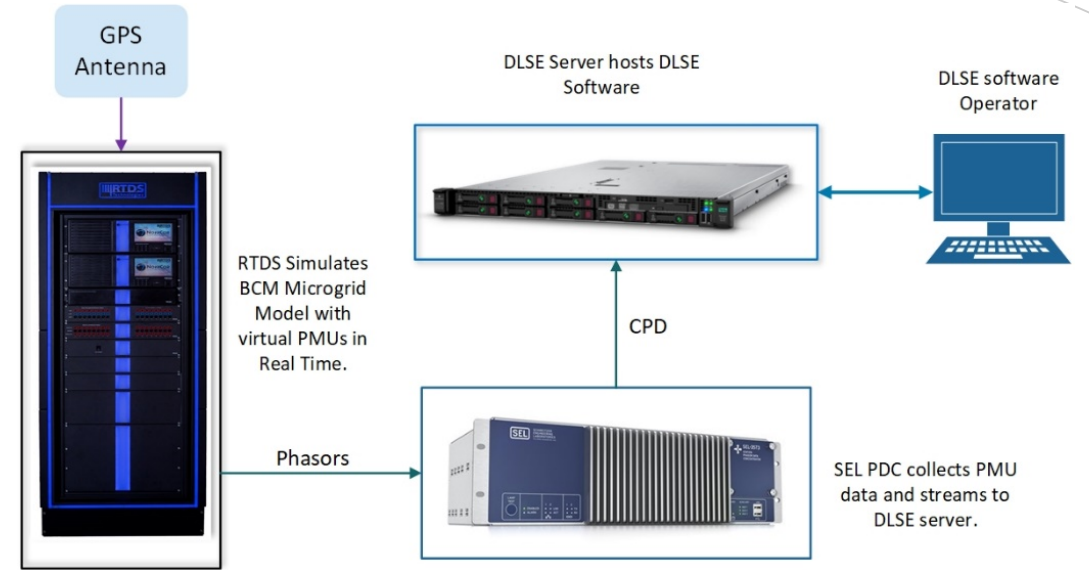 GPS
Antenna
DLSE Server hosts DLSE
Software
DLSE software
Operator
RTDS
RTDS Simulates
BCM Microgrid
Model with
virtual PMUs in
Real Time.
CPD
Phasors
SEL
SEL PDC collects PMU
data and streams to
DLSE server.